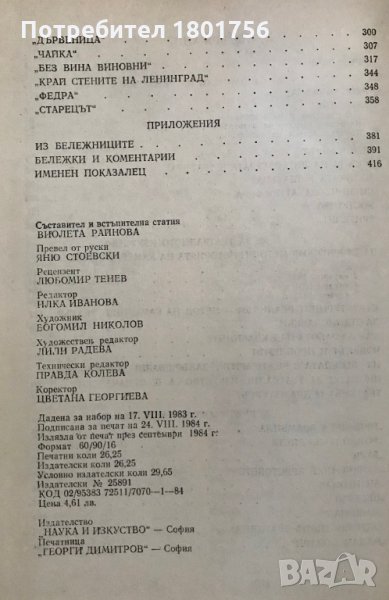 Потребител 1801756
„ДЪРВЕНИЦА“ 300
„ЧАЙКА“ 307
„БЕЗ ВИНА ВИНОВНИ“ 317
„КРАЙ СТЕНИТЕ НА ЛЕНИНГРАД“ 344
„ФЕДРА“ 348
„СТАРЕЦЪТ“ 358
ПРИЛОЖЕНИЯ
ИЗ БЕЛЕЖНИЦИТЕ 381
БЕЛЕЖКИ И КОМЕНТАРИИ 391
ИМЕНЕН ПОКАЗАЛЕЦ 416
Съставител и встъпителна статия
ВИОЛЕТА РАЙНОВА
Превел от руски
ЯНЮ СТОЕВСКИ
Рецензент
ЛЮБОМИР ТЕНЕВ
Редактор
ИЛКА ИВАНОВА
Художник
БОГОМИЛ НИКОЛОВ
Художествен редактор
ЛИЛИ РАДЕВА
Технически редактор
ПРАВДА КОЛЕВА
Коректор
ЦВЕТАНА ГЕОРГИЕВА
Дадена за набор на 17. VIII. 1983 г.
Подписана за печат на 24. VIII. 1984 г.
Излязла от печат през септември 1984 г.
Формат 60/90/16
Печатни коли 26,25
Издателски коли 26,25
Условно издателски коли 29,65
Издателски № 25891
КОД 02/95383 72511/7070—1—84
Цена 4,61 лв.
Издателство
„НАУКА И ИЗКУСТВО“ — София
Печатница
„ГЕОРГИ ДИМИТРОВ“ — София
BAZAR